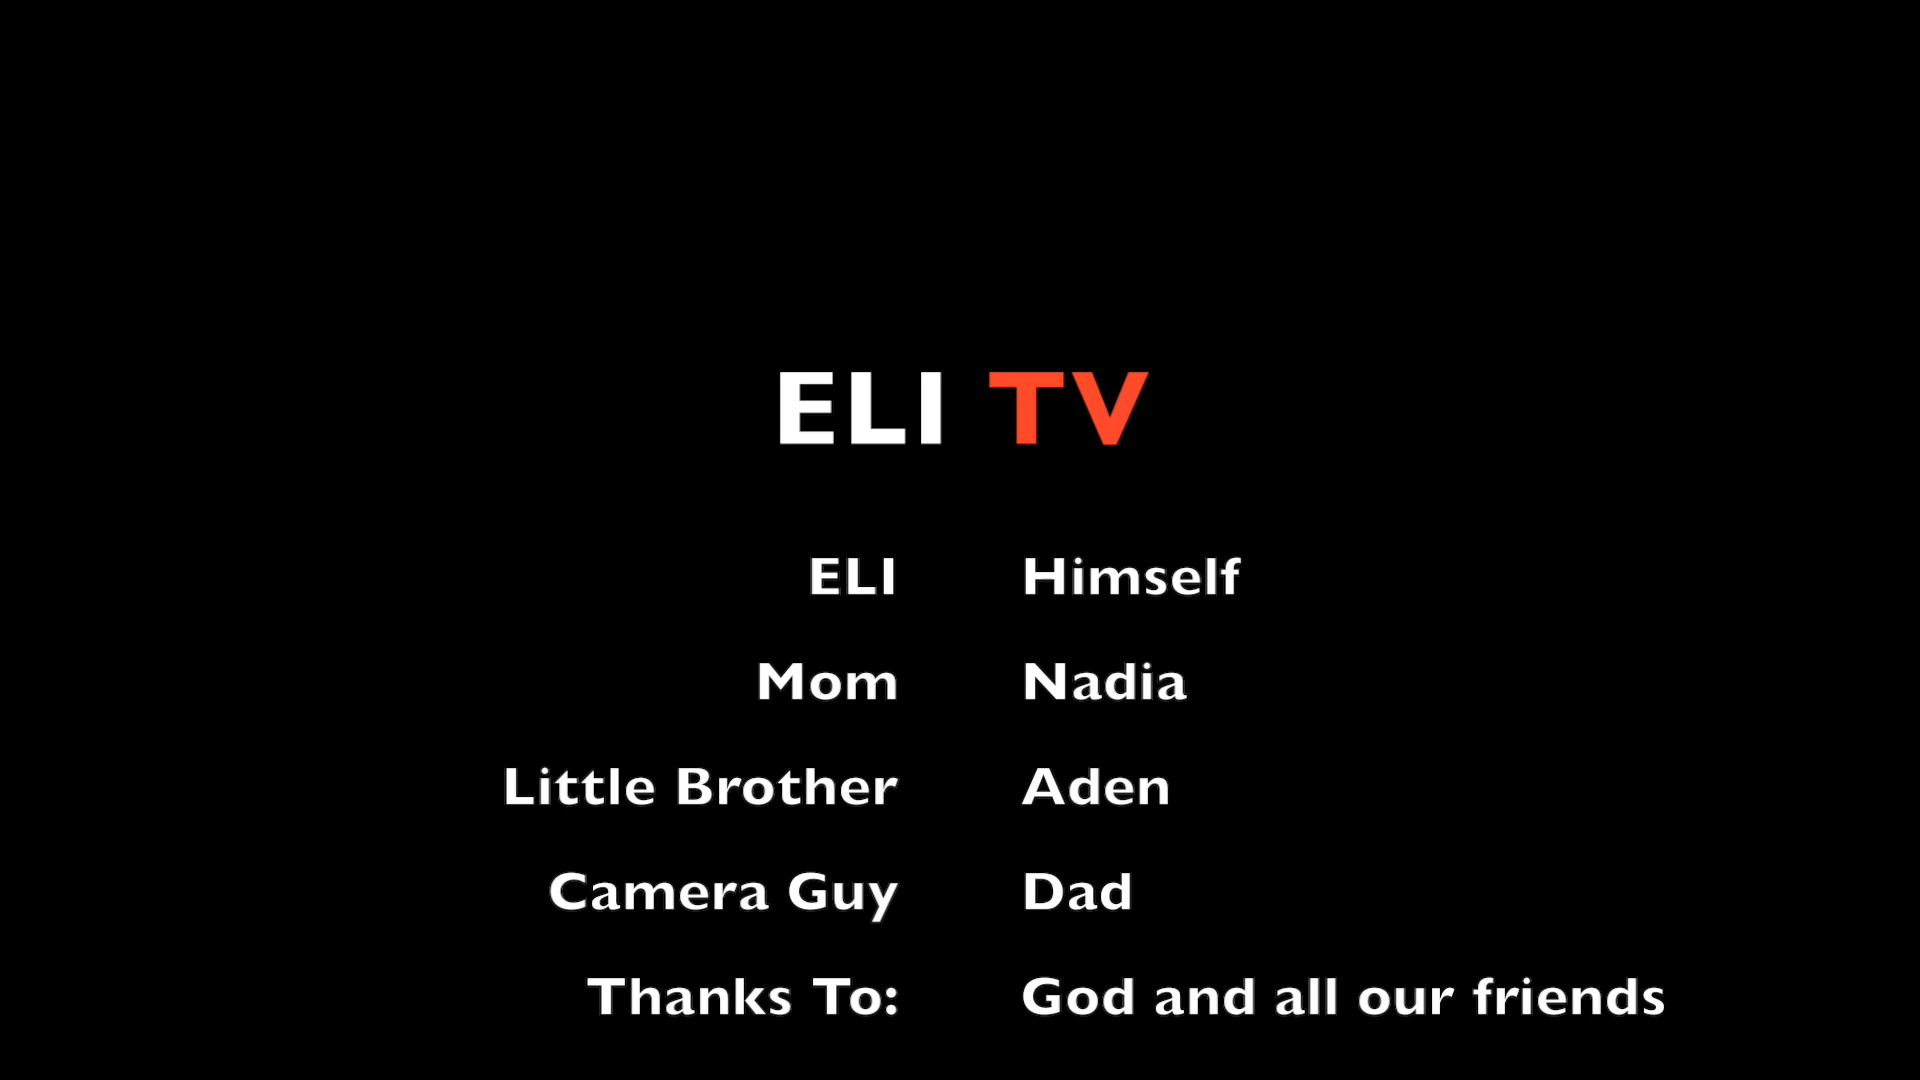 ELI TV
ELI Himself
Mom Nadia
Little Brother Aden
Camera Guy Dad
Thanks To: God and all our friends